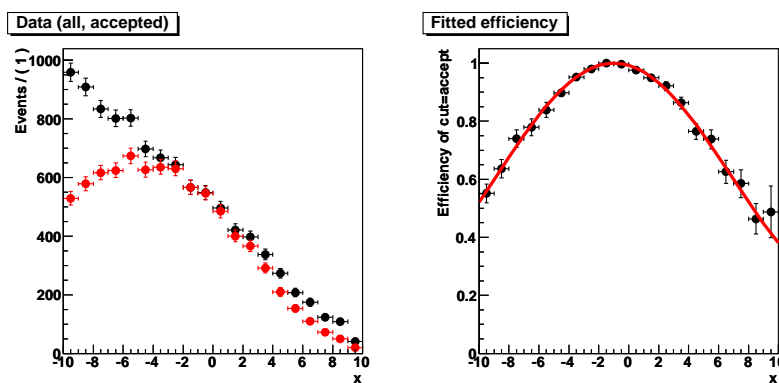 Data (all, accepted)
Events / ( 1 )
1000
800
600
400
200
0
-10 -8 -6 -4 -2 0 2 4 6 8 10
x
Fitted efficiency
Efficiency of cut=accept
1
0.8
0.6
0.4
0.2
0
-10 -8 -6 -4 -2 0 2 4 6 8 10
x